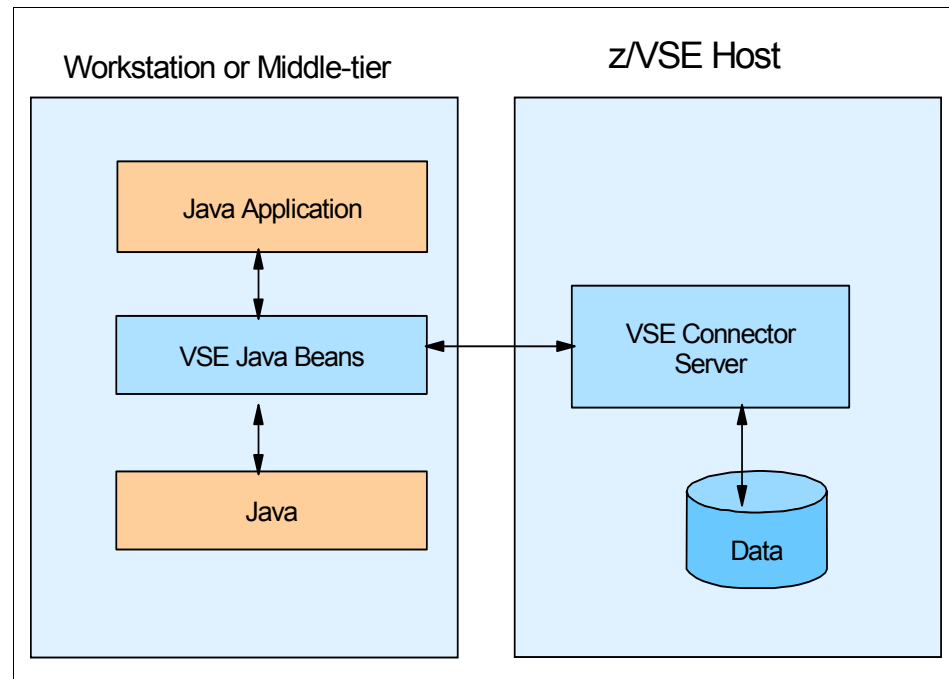 Workstation or Middle-tier
z/VSE Host
Java Application
VSE Java Beans
Java
VSE Connector
Server
Data